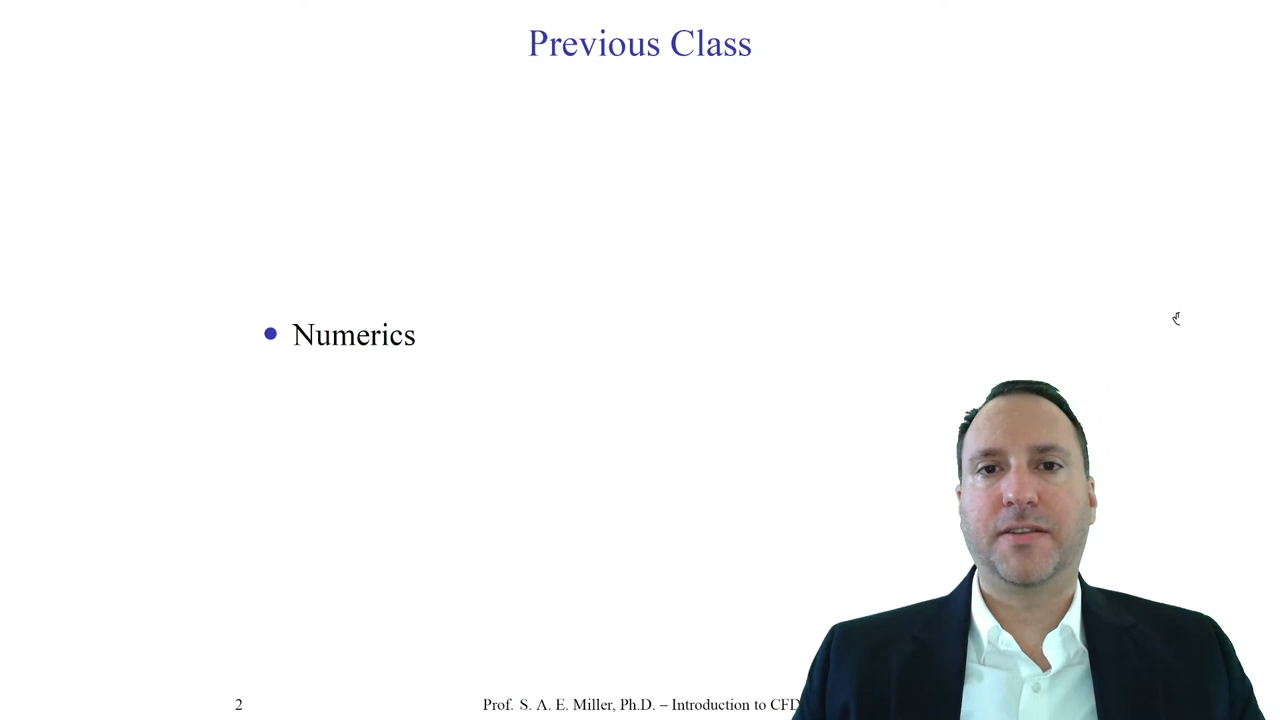 Previous Class
• Numerics
2
Prof. S. A. E. Miller, Ph.D. – Introduction to CFD